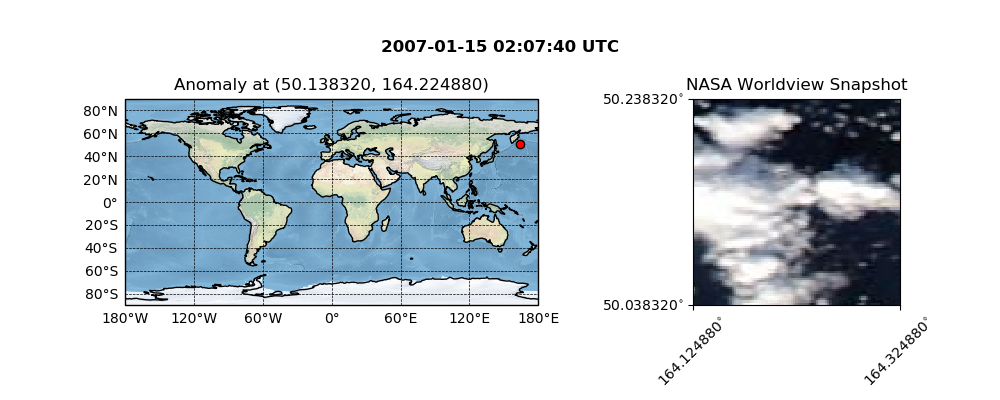 2007-01-15 02:07:40 UTC
Anomaly at (50.138320, 164.224880)
80°N
60°N
40°N
20°N
0°
20°S
40°S
60°S
80°S
180°W 120°W 60°W 0° 60°E 120°E 180°E
NASA Worldview Snapshot
50.238320°
50.038320°
164.124880°
164.324880°